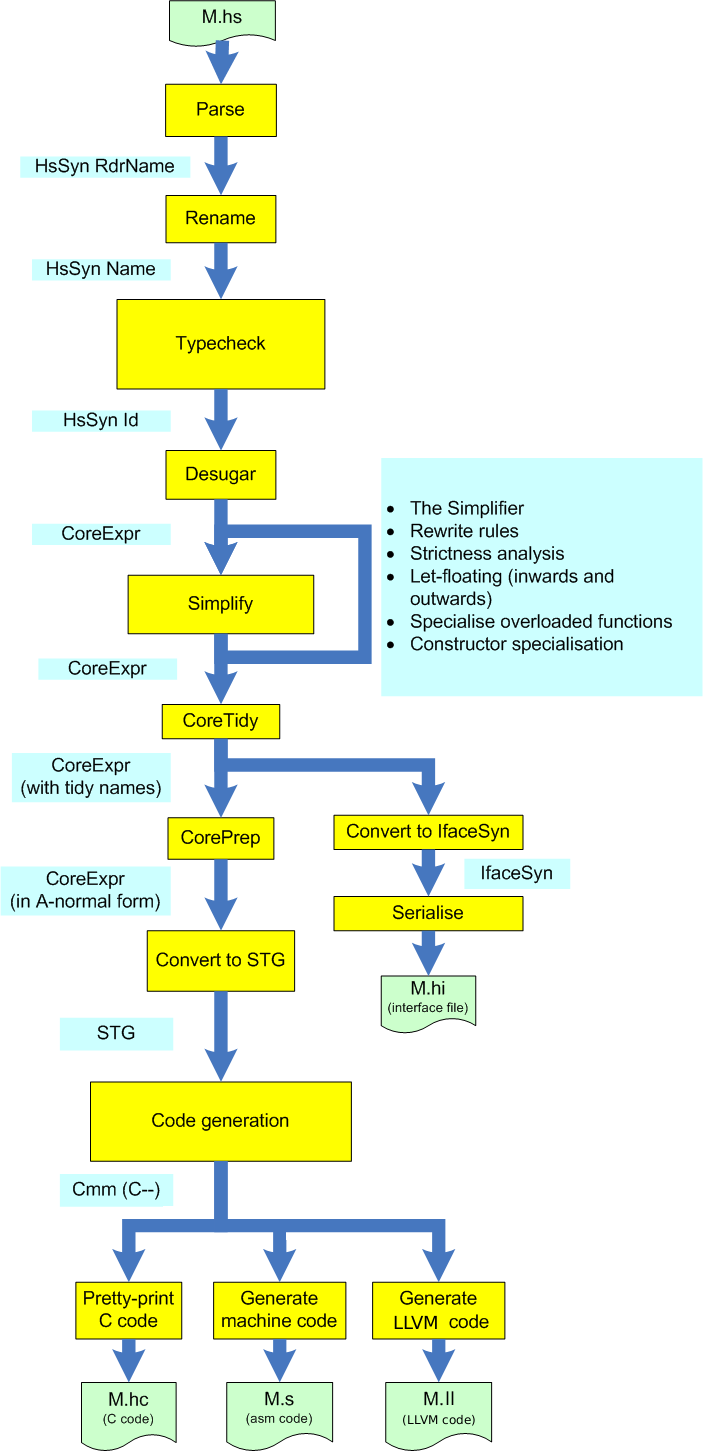 M.hs
Parse
HsSyn RdrName
Rename
HsSyn Name
Typecheck
HsSyn Id
Desugar
CoreExpr
• The Simplifier
• Rewrite rules
• Strictness analysis
• Let-floating (inwards and
outwards)
• Specialise overloaded functions
• Constructor specialisation
Simplify
CoreExpr
CoreTidy
CoreExpr
(with tidy names)
CorePrep
Convert to IfaceSyn
CoreExpr
(in A-normal form)
IfaceSyn
Serialise
Convert to STG
M.hi
(interface file)
STG
Code generation
Cmm (C--)
Pretty-print
C code
Generate
machine code
Generate
LLVM code
M.hc
(C code)
M.s
(asm code)
M.ll
(LLVM code)